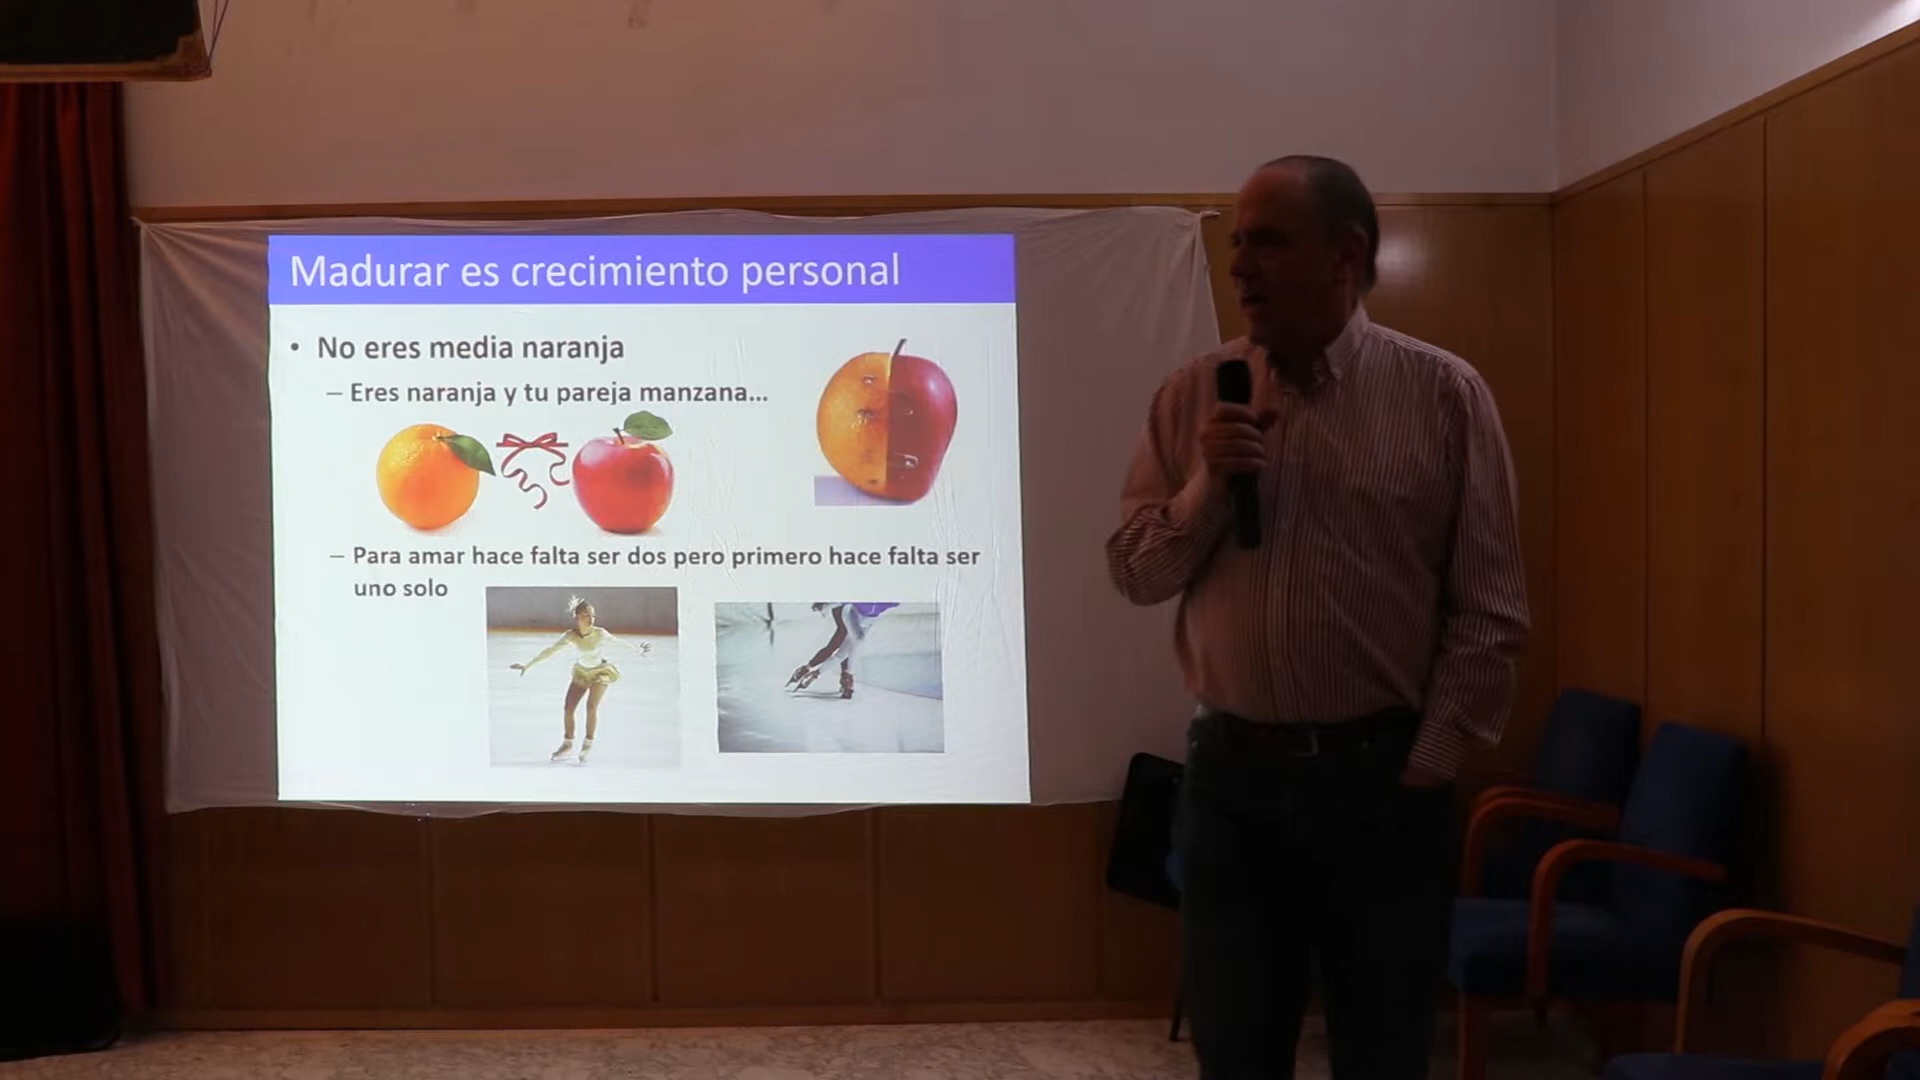 Madurar es crecimiento personal
• No eres media naranja
– Eres naranja y tu pareja manzana...
– Para amar hace falta ser dos pero primero hace falta ser
uno solo